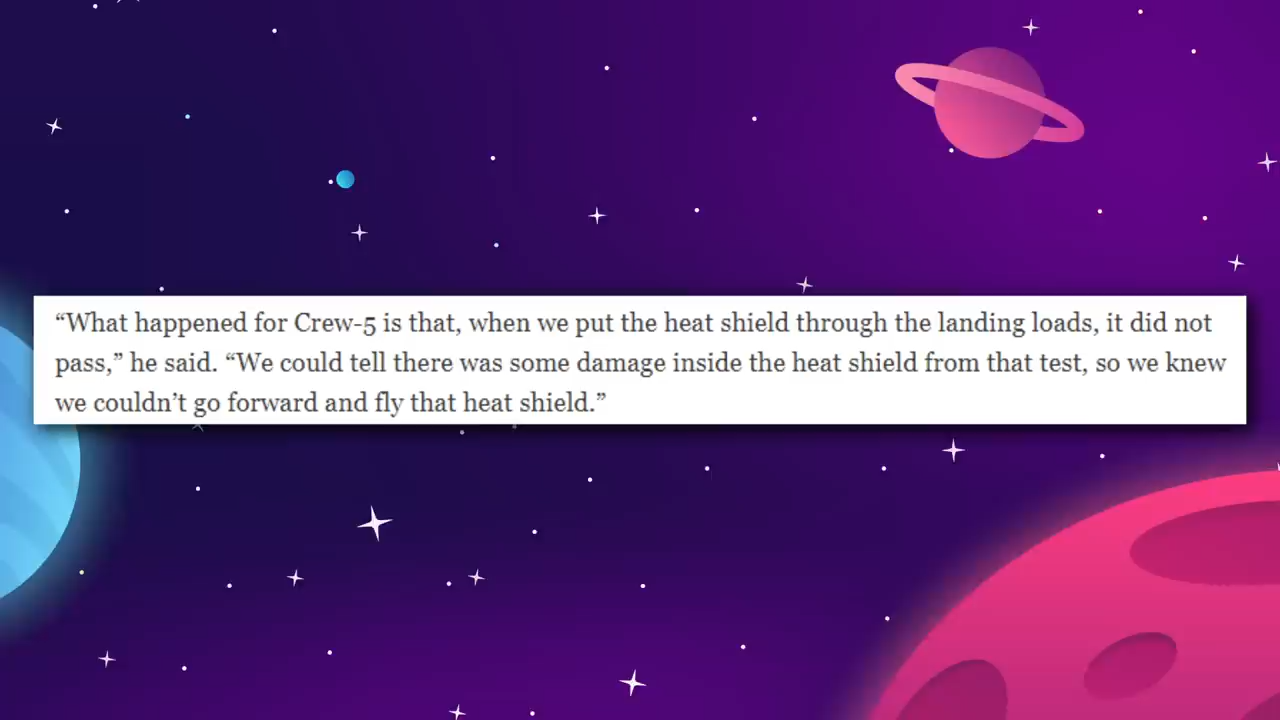 “What happened for Crew-5 is that, when we put the heat shield through the landing loads, it did not
pass,” he said. “We could tell there was some damage inside the heat shield from that test, so we knew
we couldn’t go forward and fly that heat shield.”